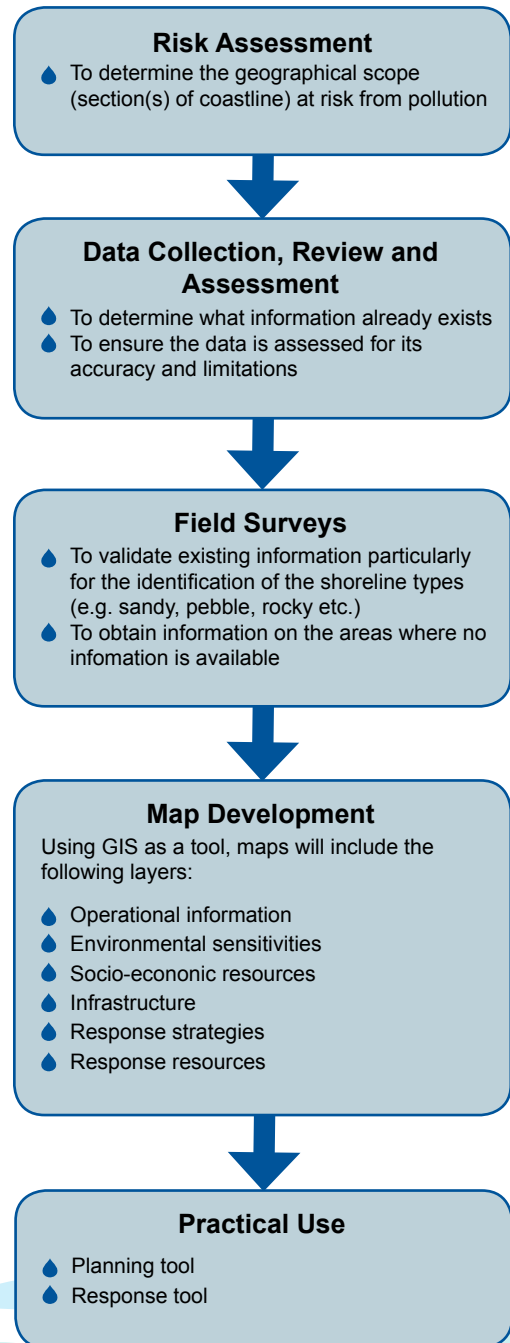 Risk Assessment
To determine the geographical scope
(section(s) of coastline) at risk from pollution
Data Collection, Review and
Assessment
To determine what information already exists
To ensure the data is assessed for its
accuracy and limitations
Field Surveys
To validate existing information particularly
for the identification of the shoreline types
(e.g. sandy, pebble, rocky etc.)
To obtain information on the areas where no
infomation is available
Map Development
Using GIS as a tool, maps will include the
following layers:
Operational information
Environmental sensitivities
Socio-econonic resources
Infrastructure
Response strategies
Response resources
Practical Use
Planning tool
Response tool